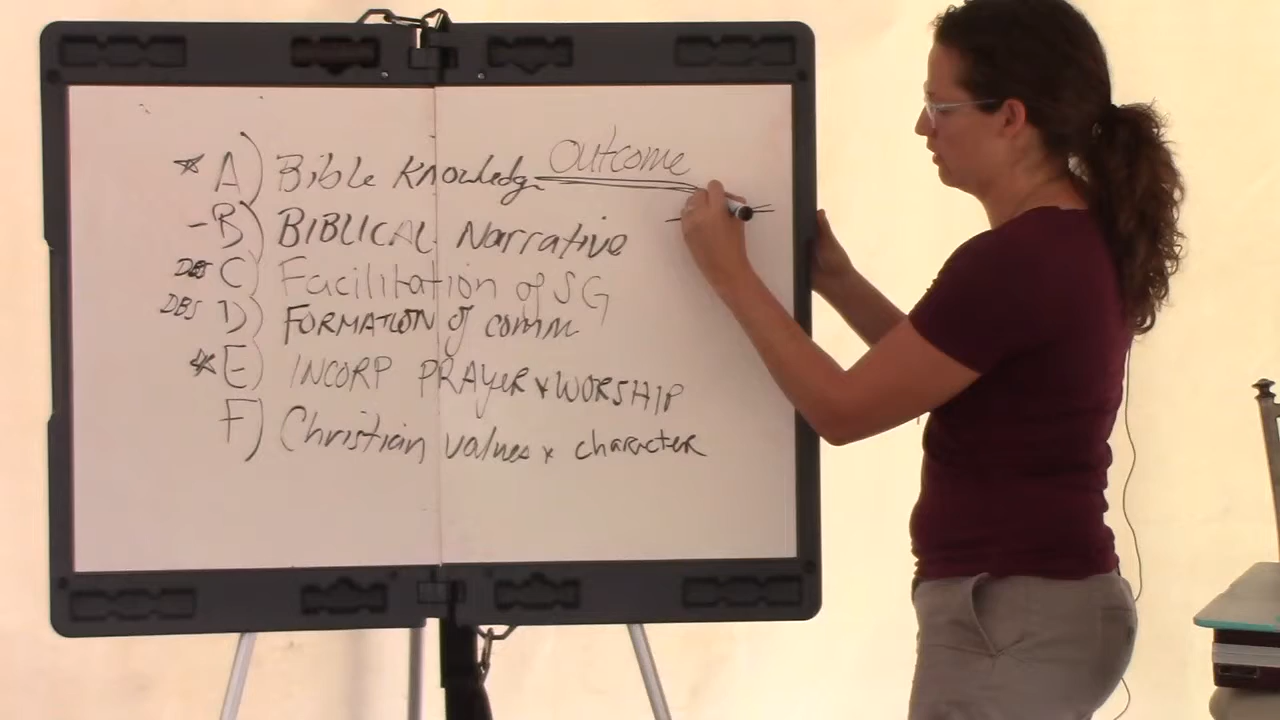 Outcome
* A) Bible Knowledg
- B) BIBLICAL Narrative
DBS C) Facilitation of SG
DBS D) FORMATION of comm
* E) INCORP PRAYER & WORSHIP
F) Christian values & character